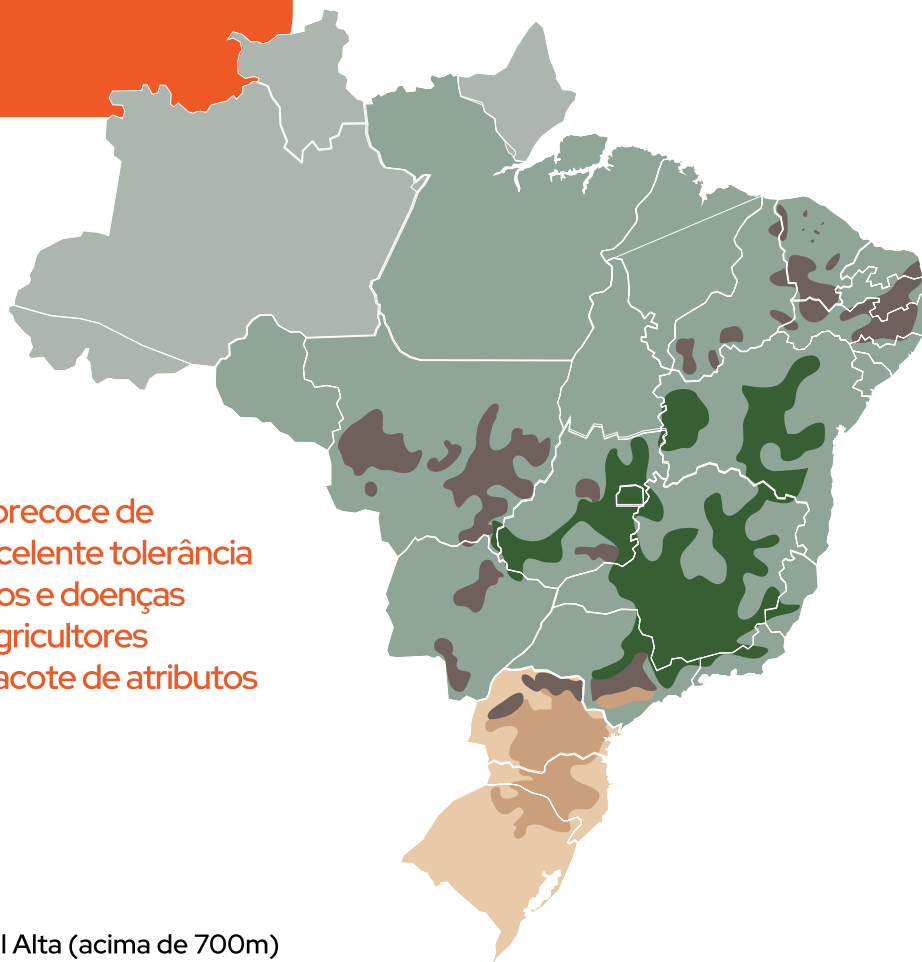 precoce de
celente tolerância
os e doenças
gricultores
acote de atributos
l Alta (acima de 700m)